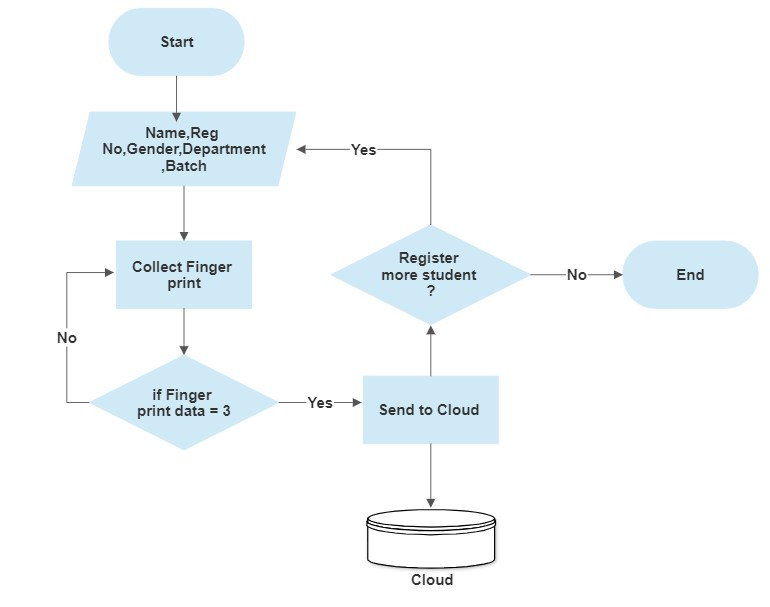 Start
Name,Reg
No,Gender,Department
,Batch
Yes
Collect Finger
print
Register
more student
?
No
End
No
if Finger
print data = 3
Yes
Send to Cloud
Cloud